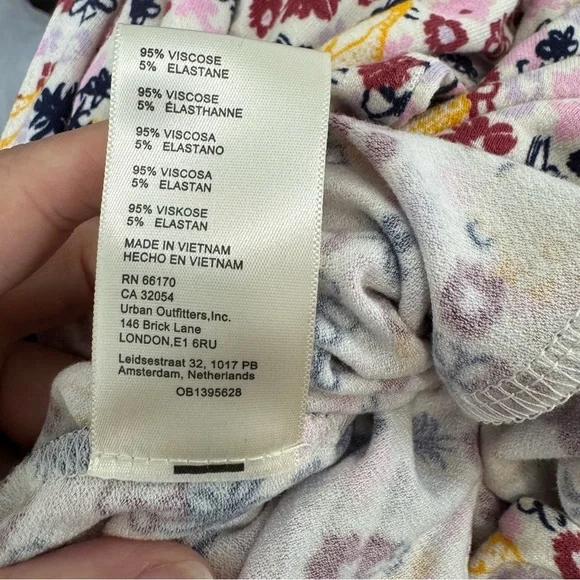 95% VISCOSE
5% ELASTANE
95% VISCOSE
5% ÉLASTHANNE
95% VISCOSA
5% ELASTANO
95% VISCOSA
5% ELASTAN
95% VISKOSE
5% ELASTAN
MADE IN VIETNAM
HECHO EN VIETNAM
RN 66170
CA 32054
Urban Outfitters,Inc.
146 Brick Lane
LONDON,E1 6RU
Leidsestraat 32, 1017 PB
Amsterdam, Netherlands
OB1395628